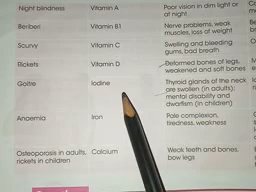 Night blindness Vitamin A Poor vision in dim light or
at night
Beriberi Vitamin B1 Nerve problems, weak
muscles, loss of weight
Scurvy Vitamin C Swelling and bleeding
gums, bad breath
Rickets Vitamin D Deformed bones of legs,
weakened and soft bones
Goitre Iodine Thyroid glands of the neck
are swollen (in adults);
mental disability and
dwarfism (in children)
Anaemia Iron Pale complexion,
tiredness, weakness
Osteoporosis in adults, Calcium Weak teeth and bones,
rickets in children bow legs